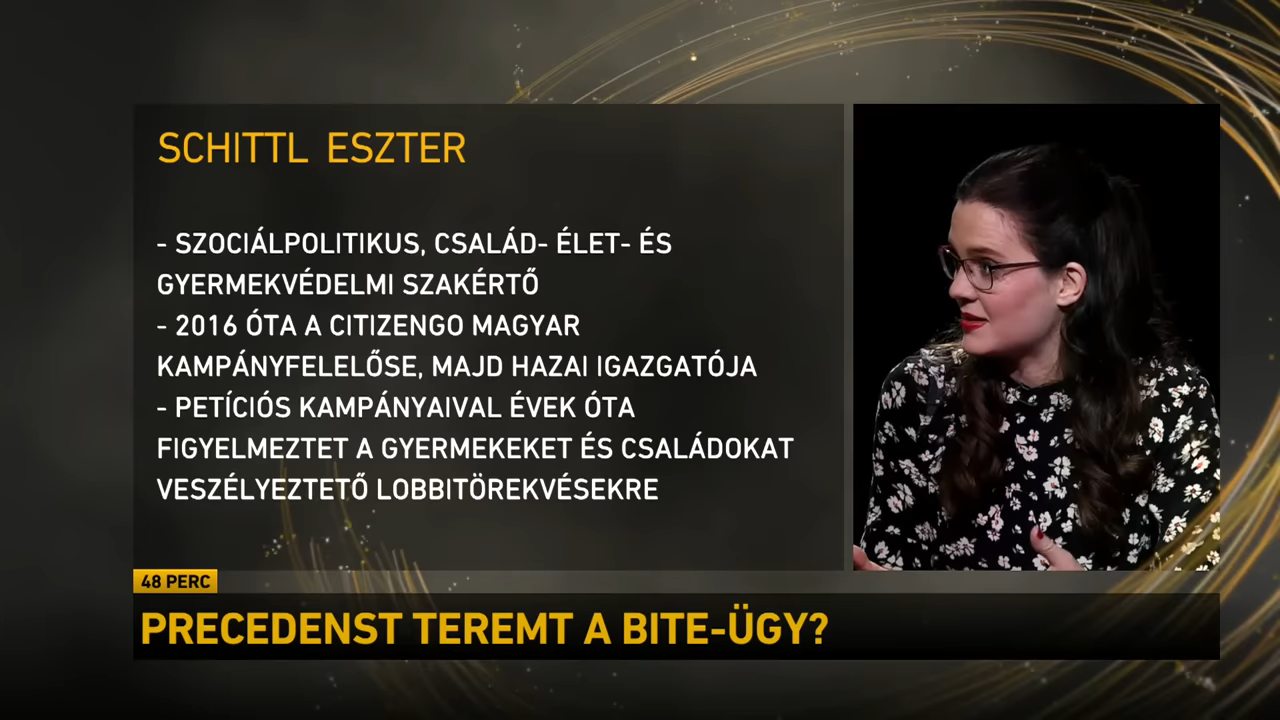 SCHITTL ESZTER
- SZOCIÁLPOLITIKUS, CSALÁD- ÉLET- ÉS
GYERMEKVÉDELMI SZAKÉRTŐ
- 2016 ÓTA A CITIZENGO MAGYAR
KAMPÁNYFELELŐSE, MAJD HAZAI IGAZGATÓJA
- PETÍCIÓS KAMPÁNYAIVAL ÉVEK ÓTA
FIGYELMEZTET A GYERMEKEKET ÉS CSALÁDOKAT
VESZÉLYEZTETŐ LOBBITÖREKVÉSEKRE
48 PERC
PRECEDENST TEREMT A BITE-ÜGY?